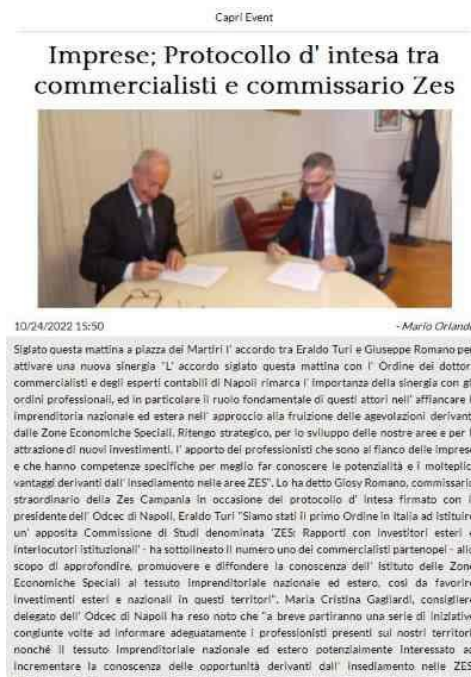 Capri Event
Imprese; Protocollo d' intesa tra
commercialisti e commissario Zes
10/24/2022 15:50
- Mario Orlando
Siglato questa mattina a piazza dei Martiri l' accordo tra Eraldo Turi e Giuseppe Romano per
attivare una nuova sinergia "L' accordo siglato questa mattina con l' Ordine dei dottori
commercialisti e degli esperti contabili di Napoli rimarca l' importanza della sinergia con gli
ordini professionali, ed in particolare il ruolo fondamentale di questi attori nell' affiancare l'
imprenditoria nazionale ed estera nell' approccio alla fruizione delle agevolazioni derivanti
dalle Zone Economiche Speciali. Ritengo strategico, per lo sviluppo delle nostre aree e per l'
attrazione di nuovi investimenti, l' apporto dei professionisti che sono al fianco delle imprese
e che hanno competenze specifiche per meglio far conoscere le potenzialità e i molteplici
vantaggi derivanti dall' insediamento nelle aree ZES". Lo ha detto Giosy Romano, commissario
straordinario della Zes Campania in occasione del protocollo d' intesa firmato con il
presidente dell' Odcec di Napoli, Eraldo Turi "Siamo stati il primo Ordine in Italia ad istituire
un' apposita Commissione di Studi denominata 'ZES: Rapporti con investitori esteri e
interlocutori istituzionali' - ha sottolineato il numero uno dei commercialisti partenopei - allo
scopo di approfondire, promuovere e diffondere la conoscenza dell' istituto delle Zone
Economiche Speciali al tessuto imprenditoriale nazionale ed estero, così da favorire
investimenti esteri e nazionali in questi territori". Maria Cristina Gagliardi, consigliere
delegato dell' Odcec di Napoli ha reso noto che "a breve partiranno una serie di iniziative
congiunte volte ad informare adeguatamente i professionisti presenti sui nostri territori
nonché il tessuto imprenditoriale nazionale ed estero potenzialmente interessato ad
incrementare la conoscenza delle opportunità derivanti dall' insediamento nelle ZES